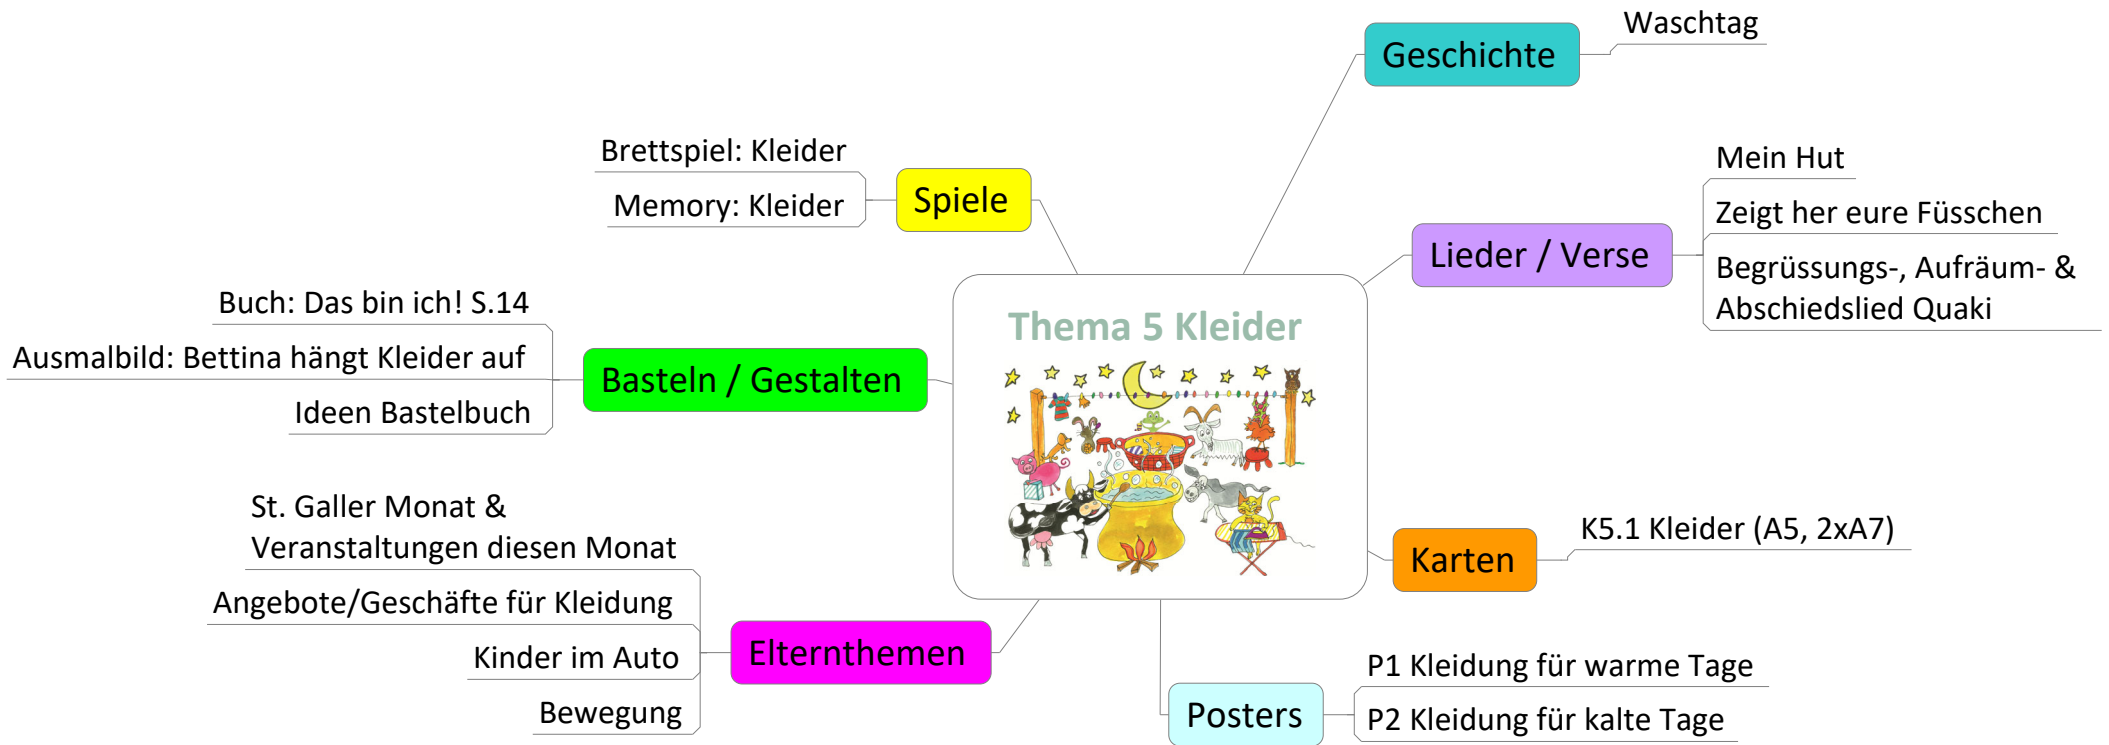 Thema 5 Kleider
Geschichte
Waschtag
Lieder / Verse
Mein Hut
Zeigt her eure Füsschen
Begrüssungs-, Aufräum- &
Abschiedslied Quaki
Karten
K5.1 Kleider (A5, 2xA7)
Posters
P1 Kleidung für warme Tage
P2 Kleidung für kalte Tage
Elternthemen
St. Galler Monat &
Veranstaltungen diesen Monat
Angebote/Geschäfte für Kleidung
Kinder im Auto
Bewegung
Basteln / Gestalten
Buch: Das bin ich! S.14
Ausmalbild: Bettina hängt Kleider auf
Ideen Bastelbuch
Spiele
Brettspiel: Kleider
Memory: Kleider